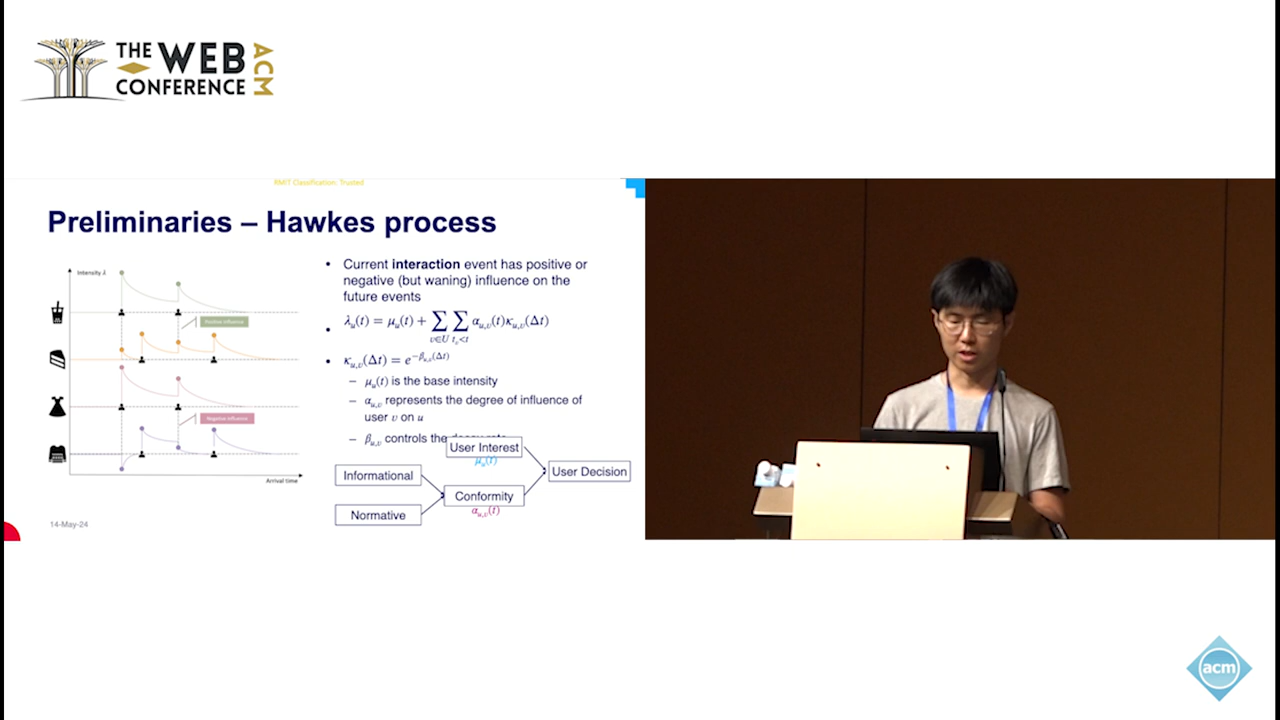 THE WEB
CONFERENCE
ACM
RMIT Classification: Trusted
Preliminaries – Hawkes process
Intensity λ
Positive influence
Negative influence
Arrival time
• Current interaction event has positive or
negative (but waning) influence on the
future events
• λ_u(t) = μ_u(t) + ∑_{v∈U} ∑_{t_v<t} α_{u,v}(t)κ_{u,v}(Δt)
• κ_{u,v}(Δt) = e^{−β_{u,v}(Δt)}
– μ_u(t) is the base intensity
– α_{u,v} represents the degree of influence of
user v on u
– β_{u,v} controls the decay rate
User Interest
μ_u(t)
Informational
User Decision
Conformity
Normative
α_{u,v}(t)
14-May-24
acm